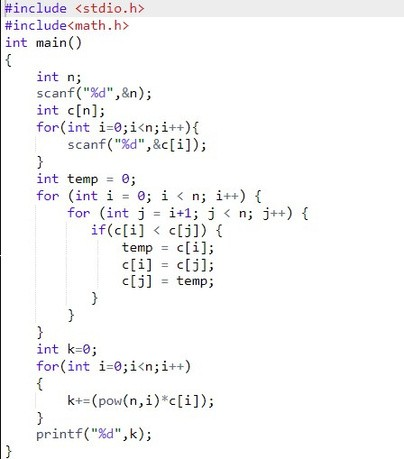 #include <stdio.h>
#include<math.h>
int main()
{
    int n;
    scanf("%d",&n);
    int c[n];
    for(int i=0;i<n;i++){
        scanf("%d",&c[i]);
    }
    int temp = 0;
    for (int i = 0; i < n; i++) {
        for (int j = i+1; j < n; j++) {
           if(c[i] < c[j]) {
               temp = c[i];
               c[i] = c[j];
               c[j] = temp;
           }
        }
    }
    int k=0;
    for(int i=0;i<n;i++)
    {
        k+=(pow(n,i)*c[i]);
    }
    printf("%d",k);
}